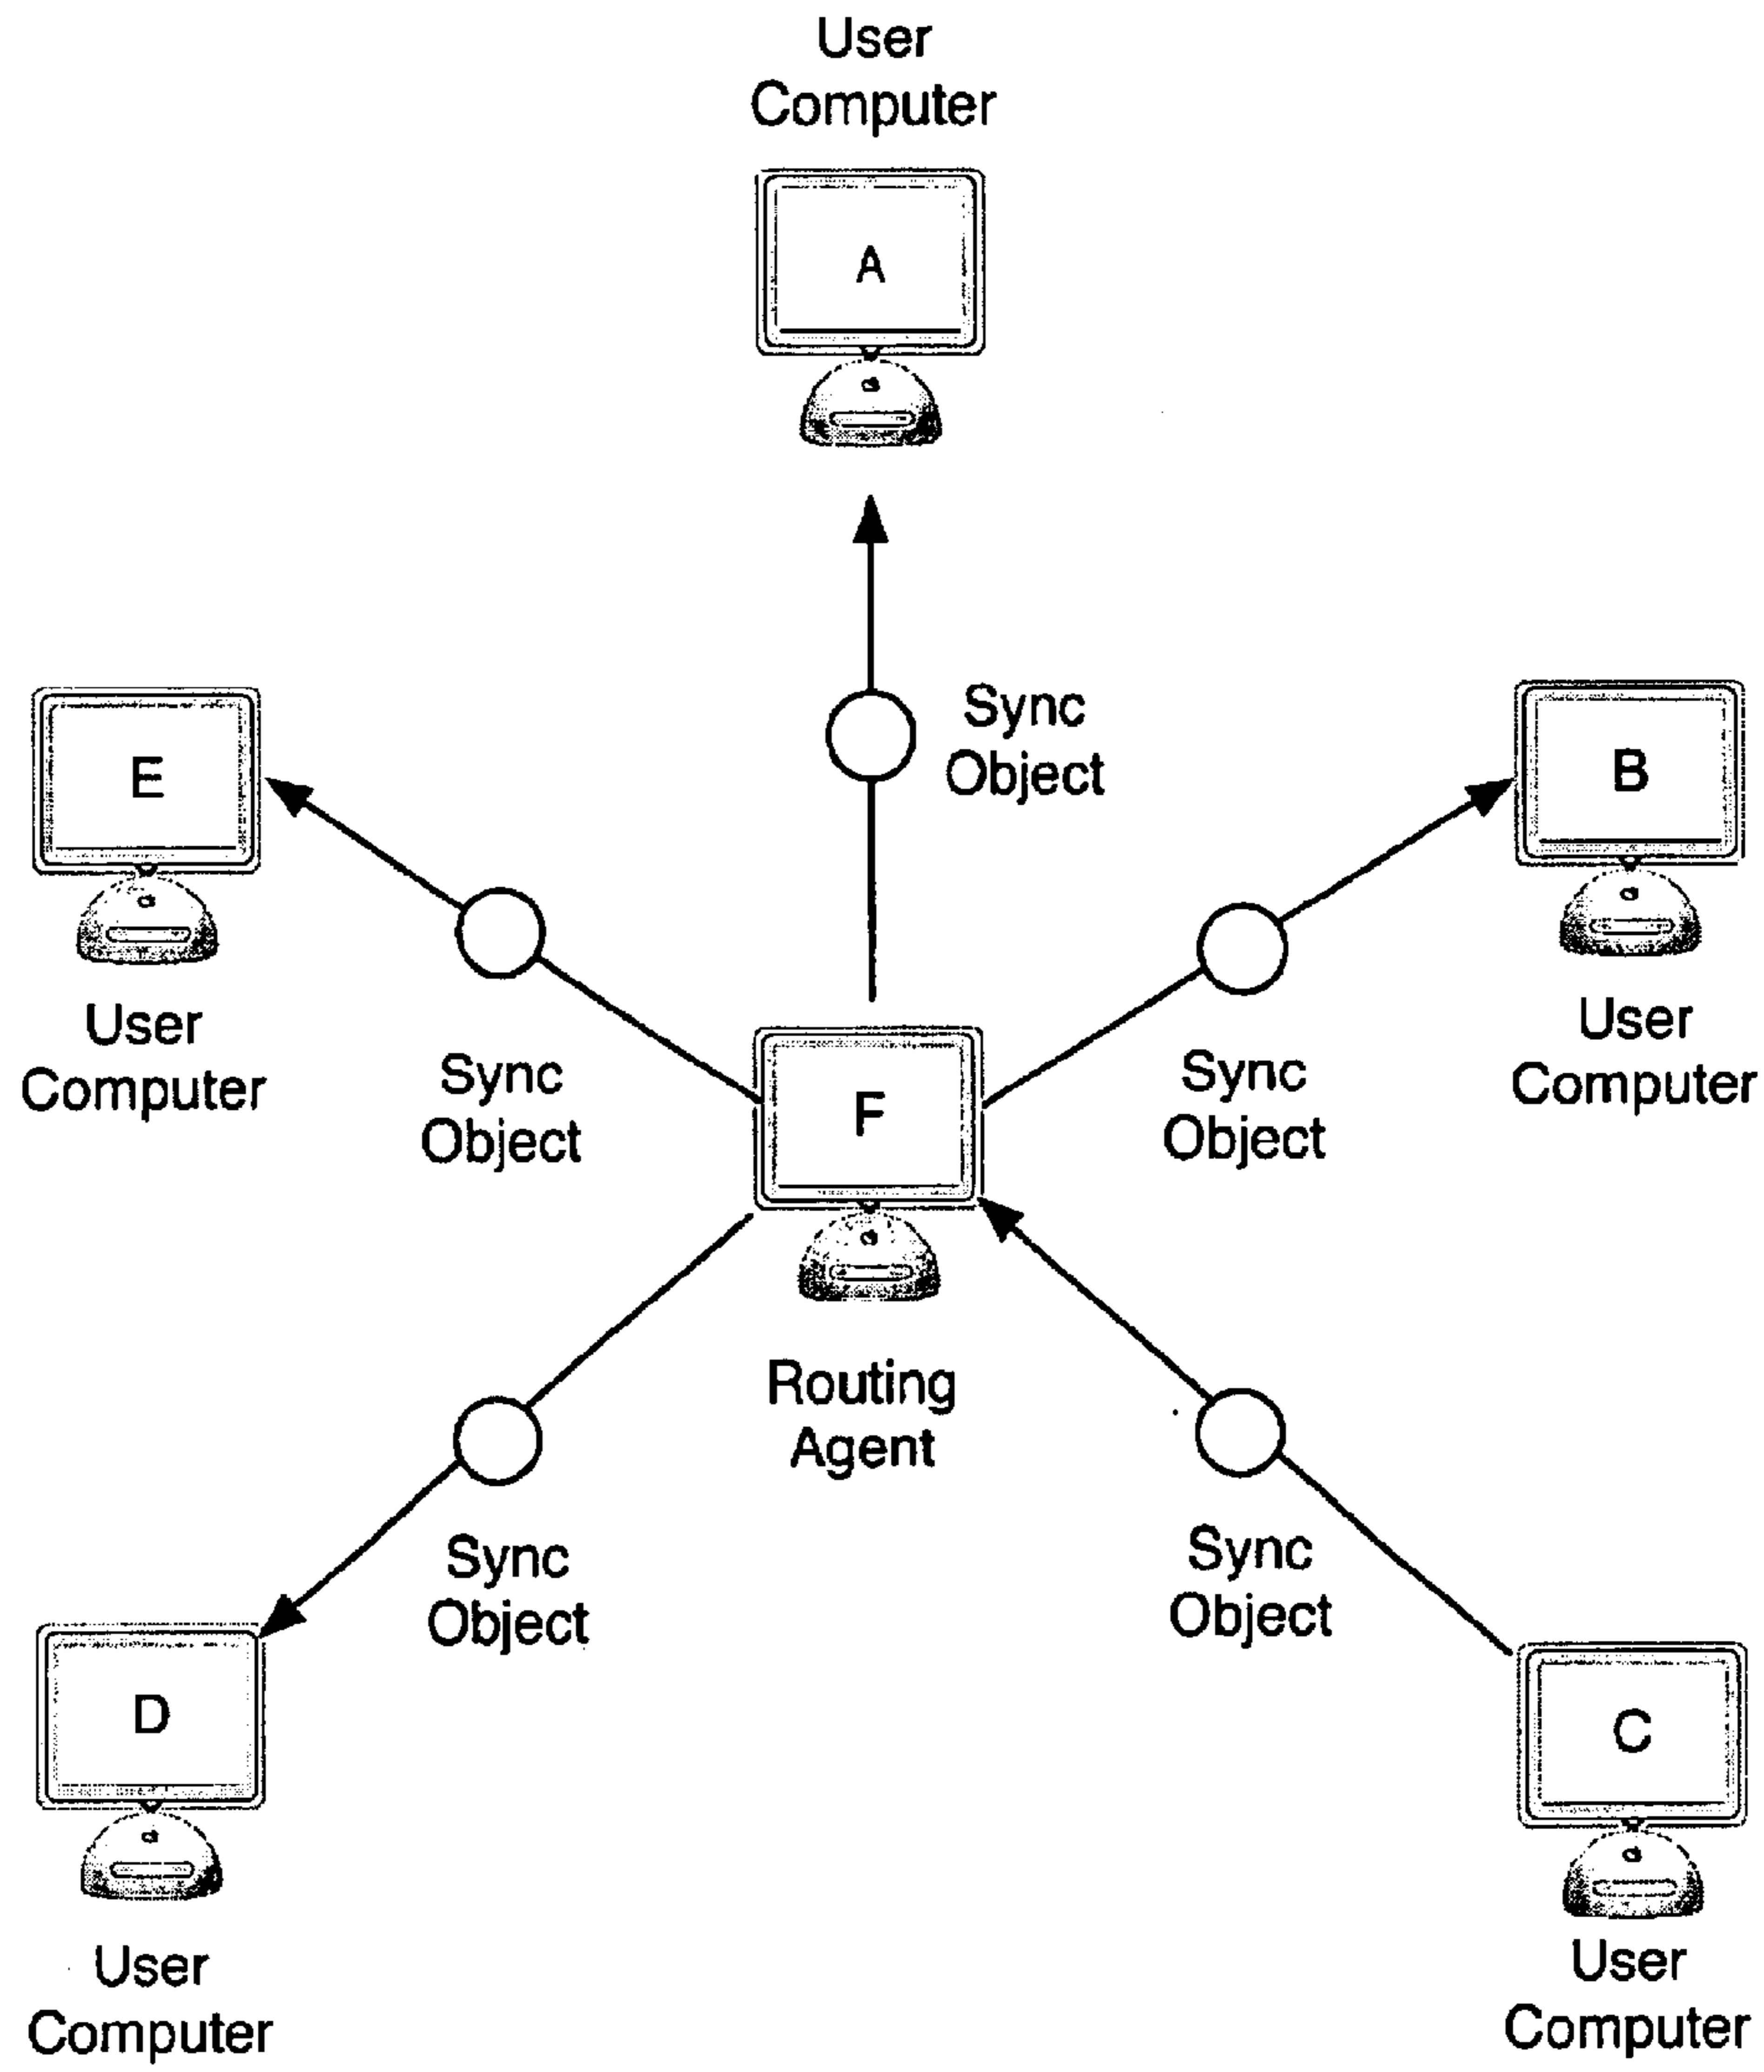 User
Computer
A
Sync
Object
E
B
User
Computer
Sync
Object
F
Sync
Object
User
Computer
Routing
Agent
Sync
Object
Sync
Object
D
C
User
Computer
User
Computer